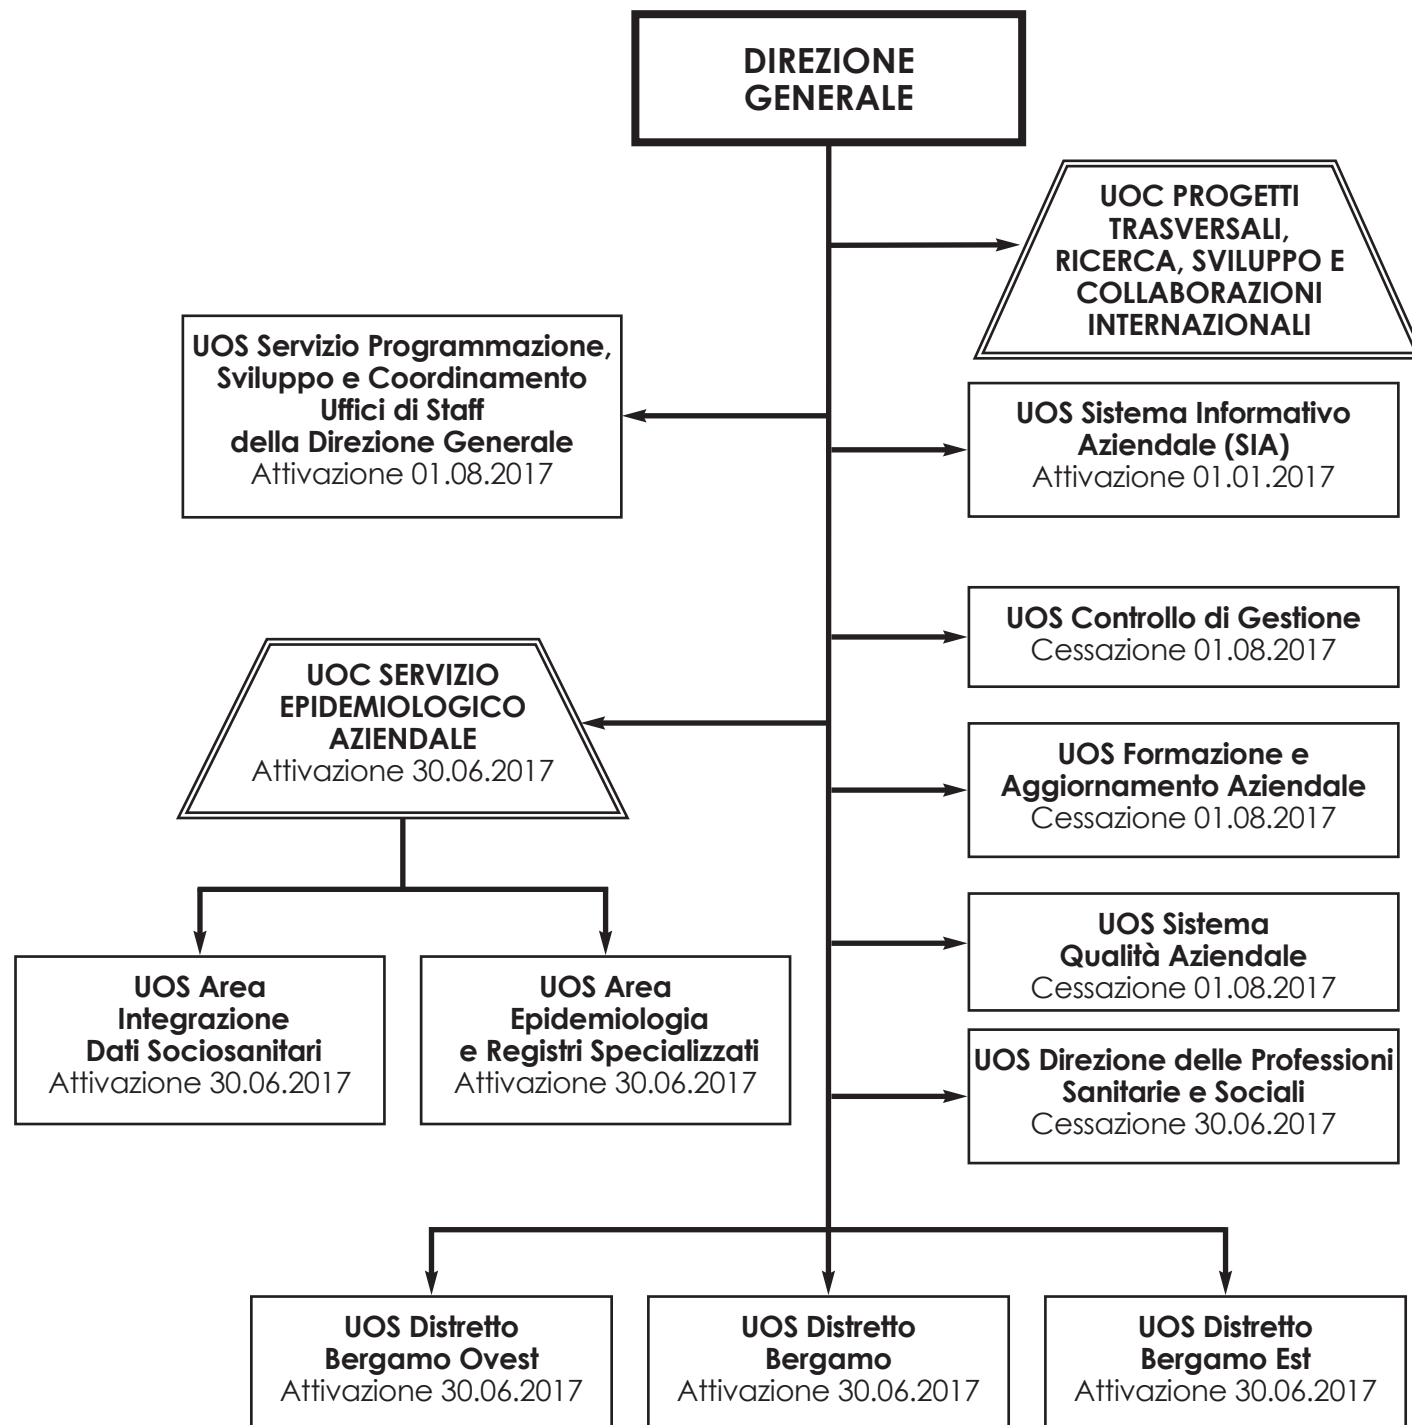 DIREZIONE
GENERALE
UOC PROGETTI
TRASVERSALI,
RICERCA, SVILUPPO E
COLLABORAZIONI
INTERNAZIONALI
UOS Servizio Programmazione,
Sviluppo e Coordinamento
Uffici di Staff
della Direzione Generale
Attivazione 01.08.2017
UOS Sistema Informativo
Aziendale (SIA)
Attivazione 01.01.2017
UOS Controllo di Gestione
Cessazione 01.08.2017
UOC SERVIZIO
EPIDEMIOLOGICO
AZIENDALE
Attivazione 30.06.2017
UOS Formazione e
Aggiornamento Aziendale
Cessazione 01.08.2017
UOS Sistema
Qualità Aziendale
Cessazione 01.08.2017
UOS Area
Integrazione
Dati Sociosanitari
Attivazione 30.06.2017
UOS Area
Epidemiologia
e Registri Specializzati
Attivazione 30.06.2017
UOS Direzione delle Professioni
Sanitarie e Sociali
Cessazione 30.06.2017
UOS Distretto
Bergamo Ovest
Attivazione 30.06.2017
UOS Distretto
Bergamo
Attivazione 30.06.2017
UOS Distretto
Bergamo Est
Attivazione 30.06.2017